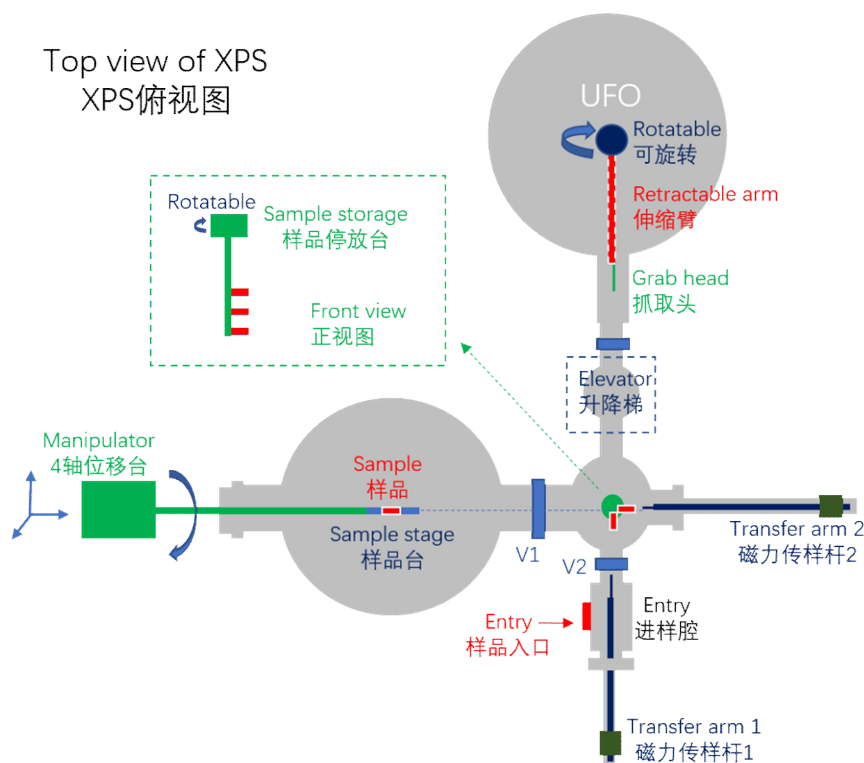 Top view of XPS
XPS俯视图
UFO
Rotatable
可旋转
Retractable arm
伸缩臂
Grab head
抓取头
Rotatable
Sample storage
样品停放台
Front view
正视图
Elevator
升降梯
Manipulator
4轴位移台
Sample
样品
Sample stage
样品台
V1
V2
Transfer arm 2
磁力传样杆2
Entry
样品入口
Entry
进样腔
Transfer arm 1
磁力传样杆1